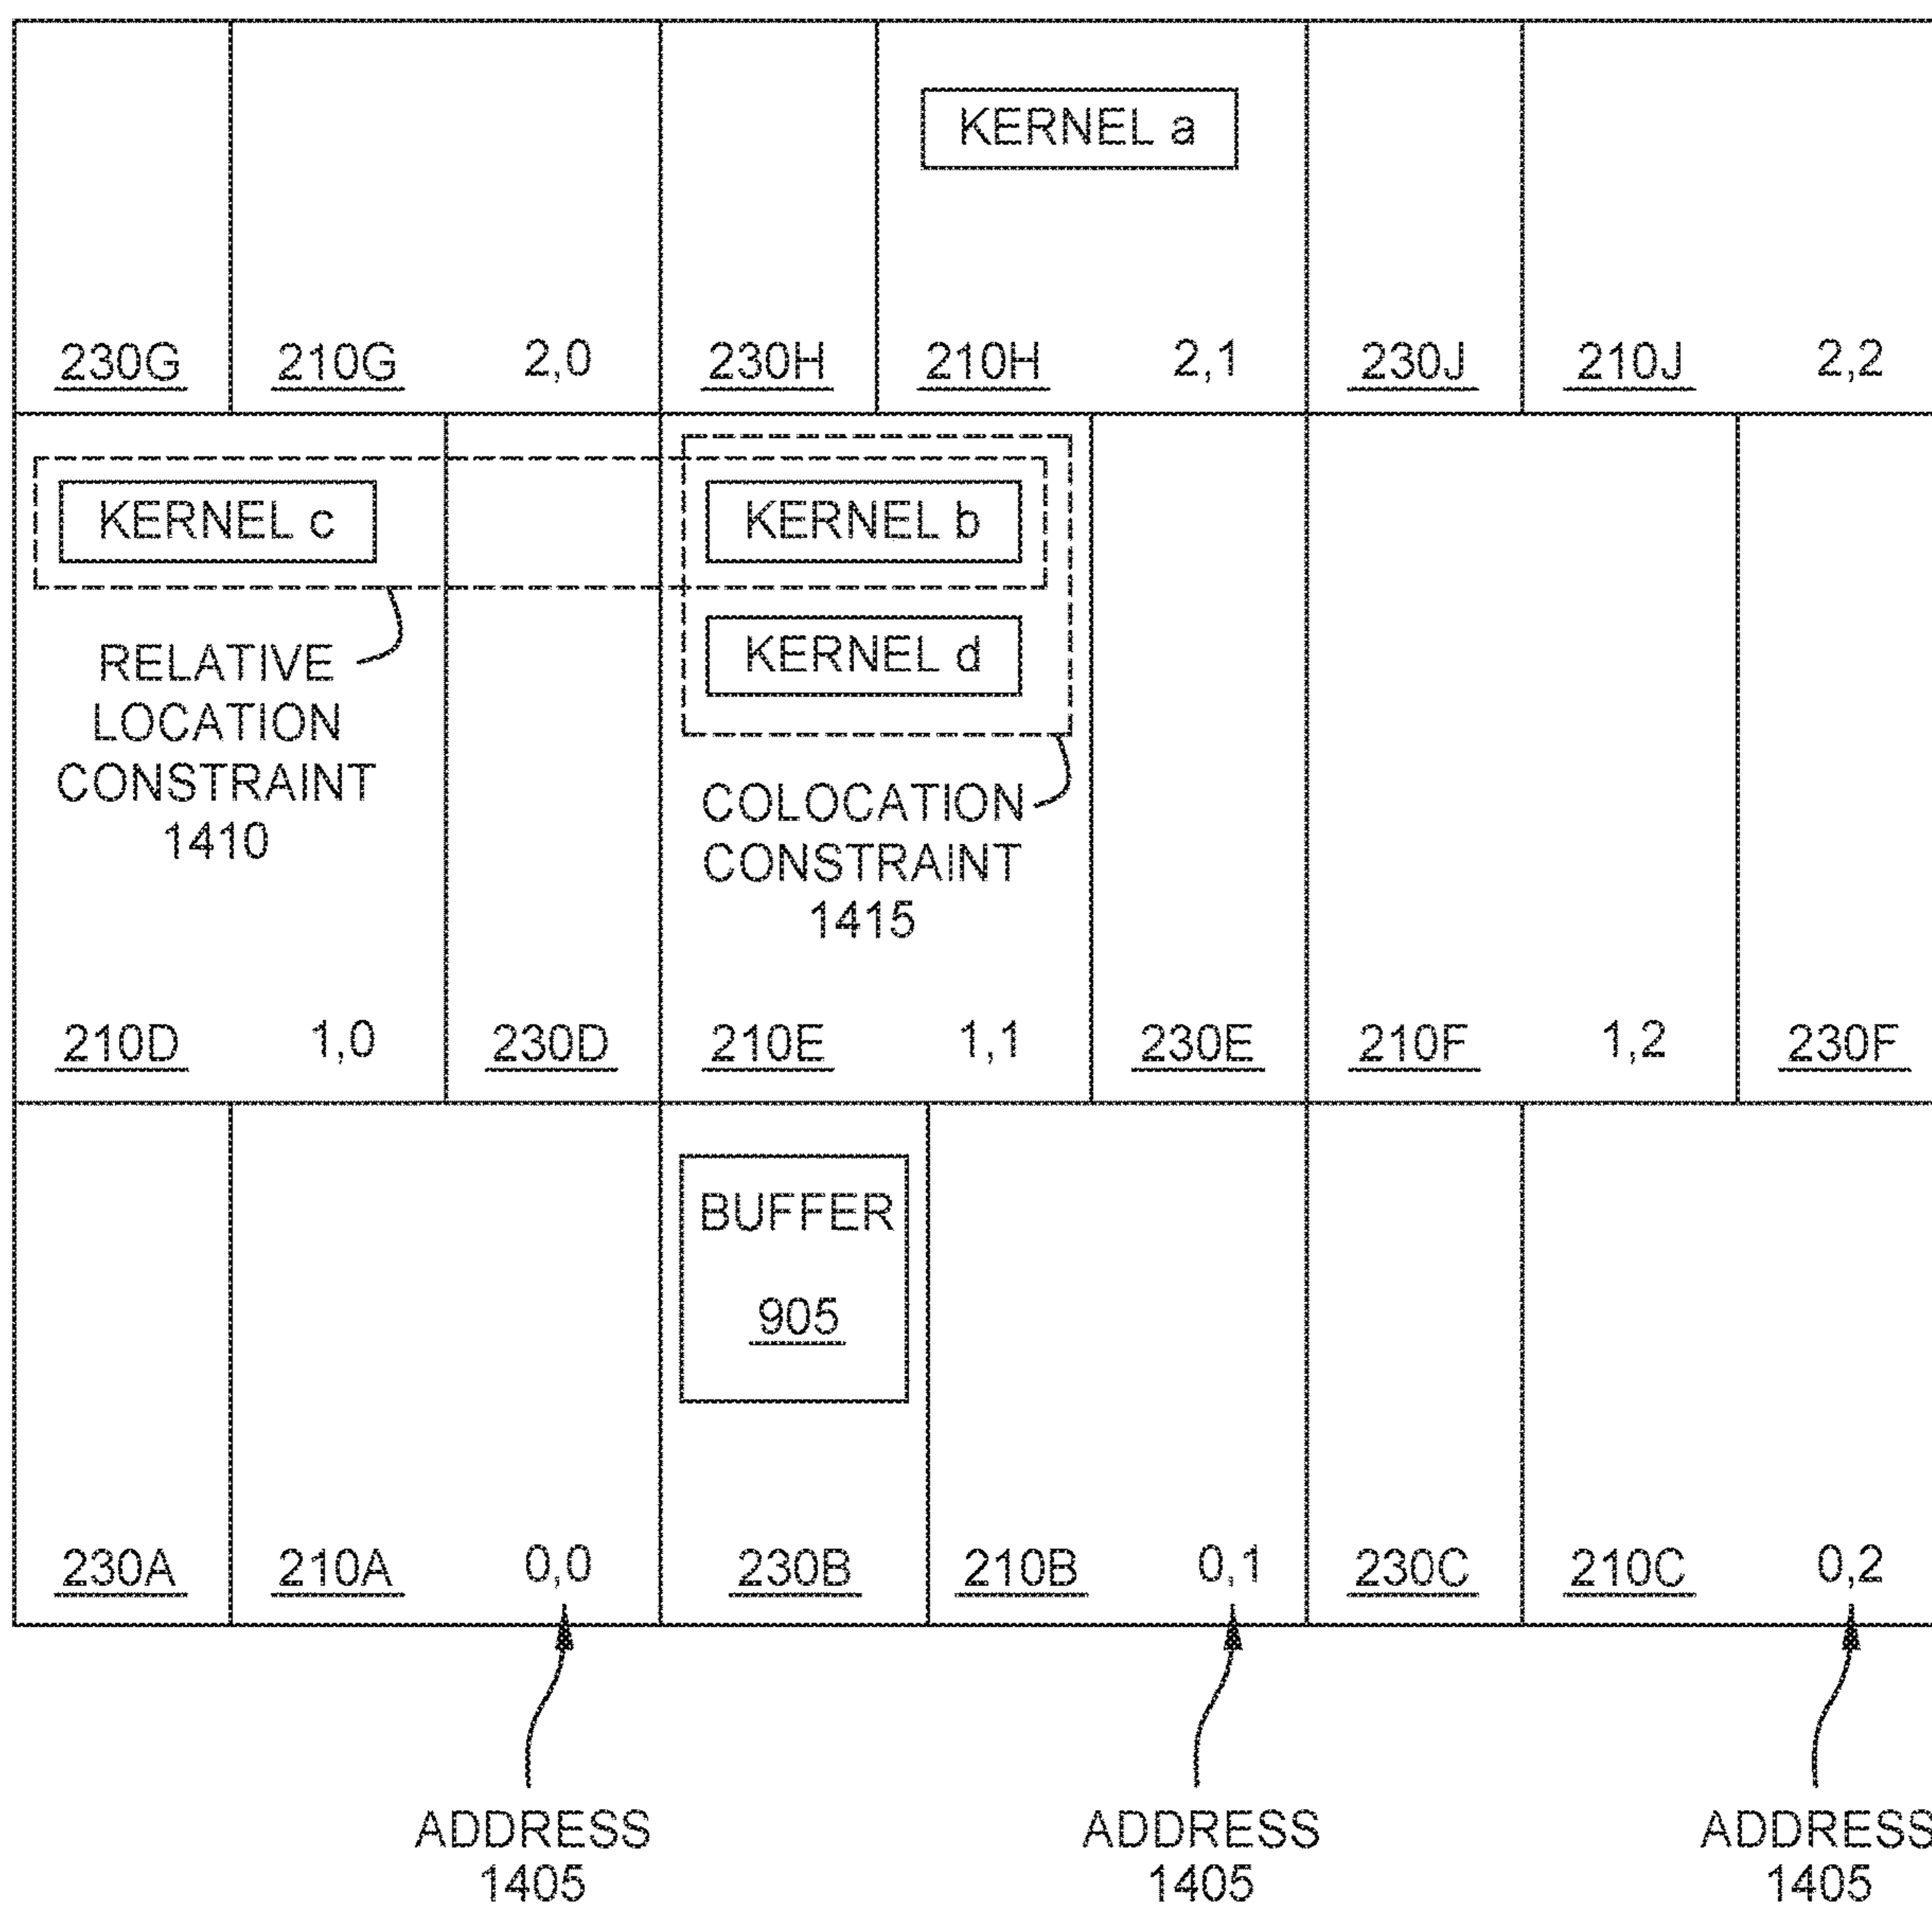 KERNEL a
230G 210G 2,0 230H 210H 2,1 230J 210J 2,2
KERNEL c
KERNEL b
KERNEL d
RELATIVE
LOCATION
CONSTRAINT
1410
COLOCATION
CONSTRAINT
1415
210D 1,0 230D 210E 1,1 230E 210F 1,2 230F
BUFFER
905
230A 210A 0,0 230B 210B 0,1 230C 210C 0,2
ADDRESS
1405
ADDRESS
1405
ADDRESS
1405